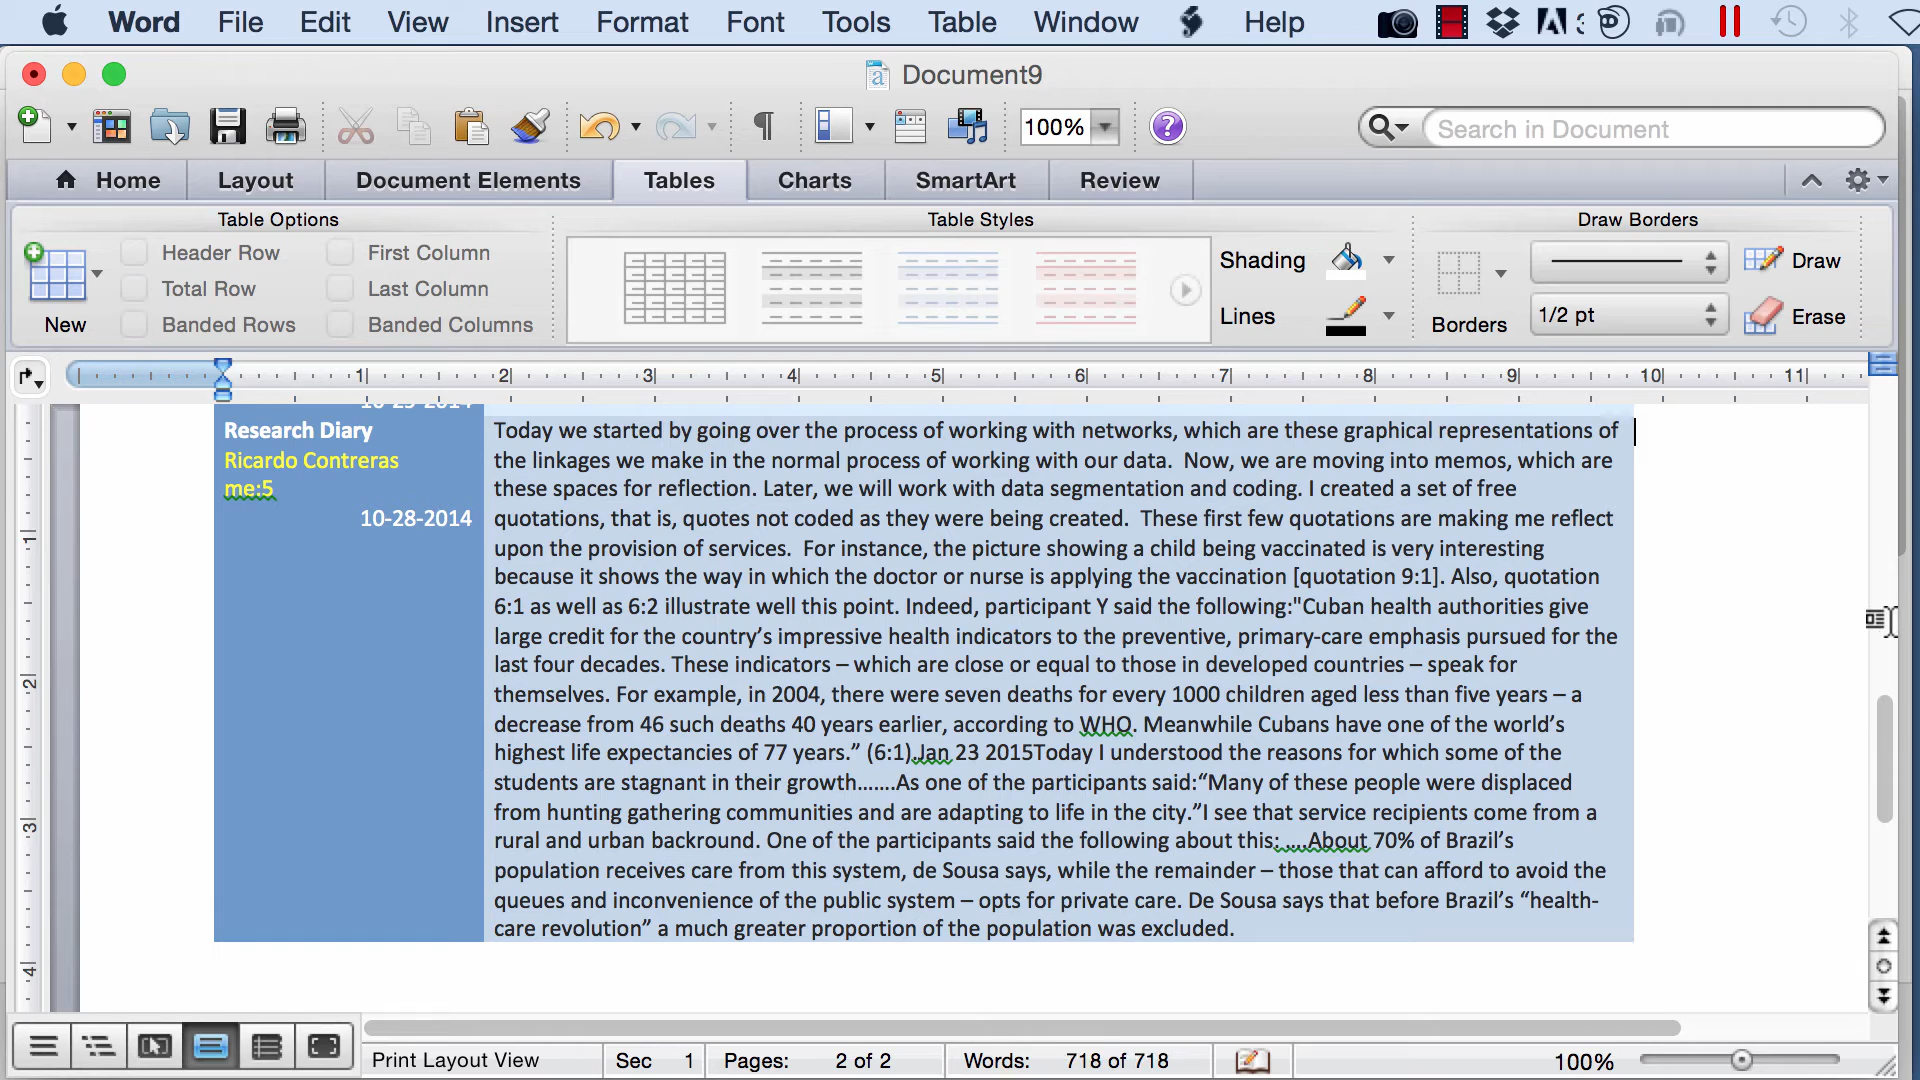 Word File Edit View Insert Format Font Tools Table Window Help 3
Document9
100% ? Search in Document
Home Layout Document Elements Tables Charts SmartArt Review
Table Options Table Styles Draw Borders
Header Row First Column Shading Draw
Total Row Last Column
New Banded Rows Banded Columns Lines Borders 1/2 pt Erase
1 2 3 4 5 6 7 8 9 10 11
Research Diary
Ricardo Contreras
me:5
10-28-2014
Today we started by going over the process of working with networks, which are these graphical representations of
the linkages we make in the normal process of working with our data.  Now, we are moving into memos, which are
these spaces for reflection. Later, we will work with data segmentation and coding. I created a set of free
quotations, that is, quotes not coded as they were being created.  These first few quotations are making me reflect
upon the provision of services.  For instance, the picture showing a child being vaccinated is very interesting
because it shows the way in which the doctor or nurse is applying the vaccination [quotation 9:1]. Also, quotation
6:1 as well as 6:2 illustrate well this point. Indeed, participant Y said the following:"Cuban health authorities give
large credit for the country’s impressive health indicators to the preventive, primary-care emphasis pursued for the
last four decades. These indicators – which are close or equal to those in developed countries – speak for
themselves. For example, in 2004, there were seven deaths for every 1000 children aged less than five years – a
decrease from 46 such deaths 40 years earlier, according to WHO. Meanwhile Cubans have one of the world’s
highest life expectancies of 77 years.” (6:1).Jan 23 2015Today I understood the reasons for which some of the
students are stagnant in their growth…….As one of the participants said:“Many of these people were displaced
from hunting gathering communities and are adapting to life in the city.”I see that service recipients come from a
rural and urban backround. One of the participants said the following about this: ....About 70% of Brazil’s
population receives care from this system, de Sousa says, while the remainder – those that can afford to avoid the
queues and inconvenience of the public system – opts for private care. De Sousa says that before Brazil’s “health-
care revolution” a much greater proportion of the population was excluded.
1
2
3
4
Print Layout View Sec 1 Pages: 2 of 2 Words: 718 of 718 100%